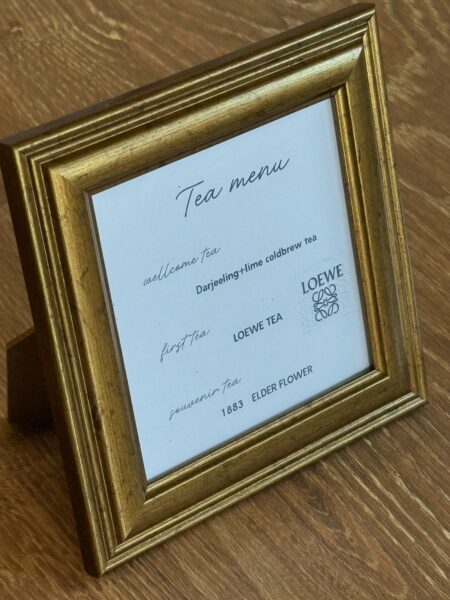 Tea menu
wellcome tea
Darjeeling+lime coldbrew tea
LOEWE
first tea
LOEWE TEA
souvenir tea
1883 ELDER FLOWER